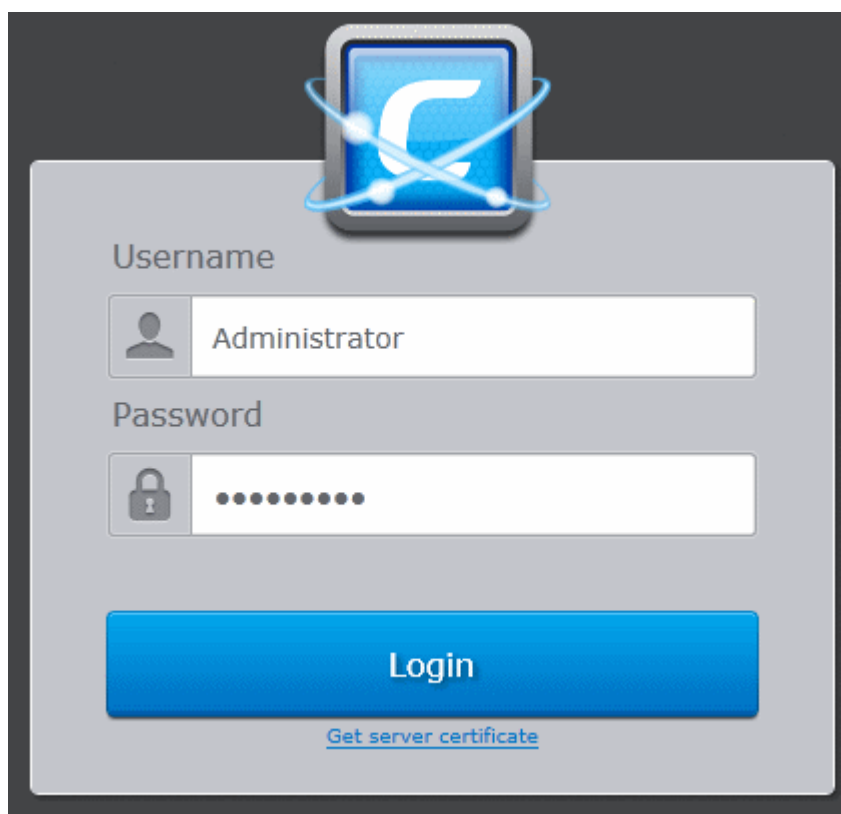 Username
Administrator
Password
•••••••••
Login
Get server certificate